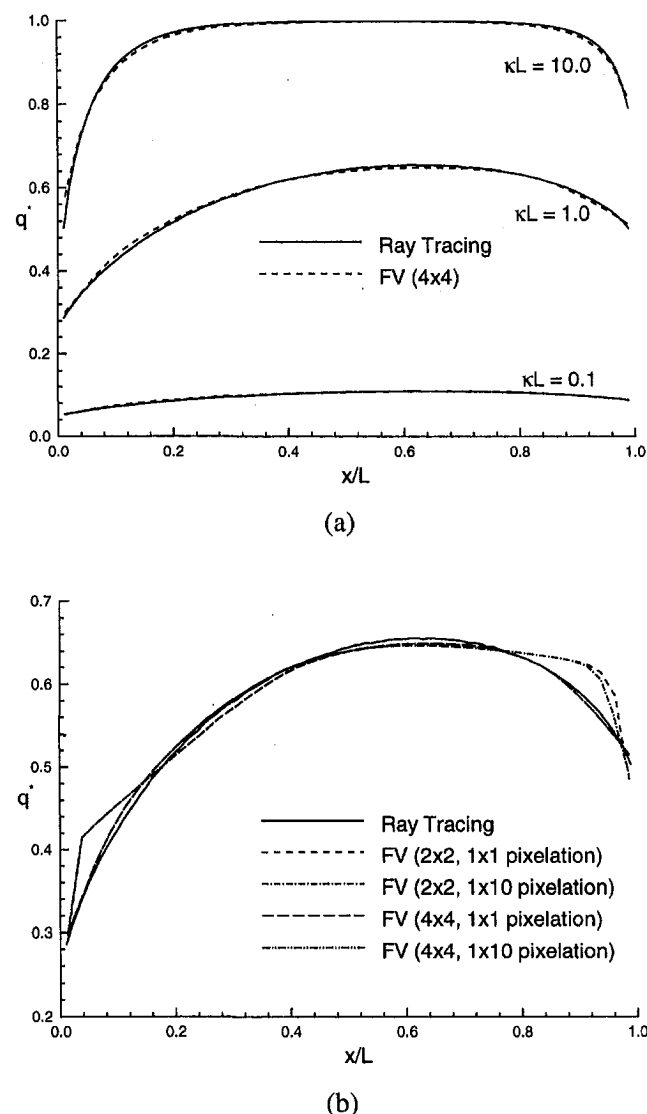 1.0
0.8
0.6
q*
0.4
0.2
0.0
κL = 10.0
κL = 1.0
Ray Tracing
FV (4x4)
κL = 0.1
0.0 0.2 0.4 0.6 0.8 1.0
x/L
(a)
0.7
0.6
0.5
q*
0.4
0.3
0.2
Ray Tracing
FV (2x2, 1x1 pixelation)
FV (2x2, 1x10 pixelation)
FV (4x4, 1x1 pixelation)
FV (4x4, 1x10 pixelation)
0.0 0.2 0.4 0.6 0.8 1.0
x/L
(b)